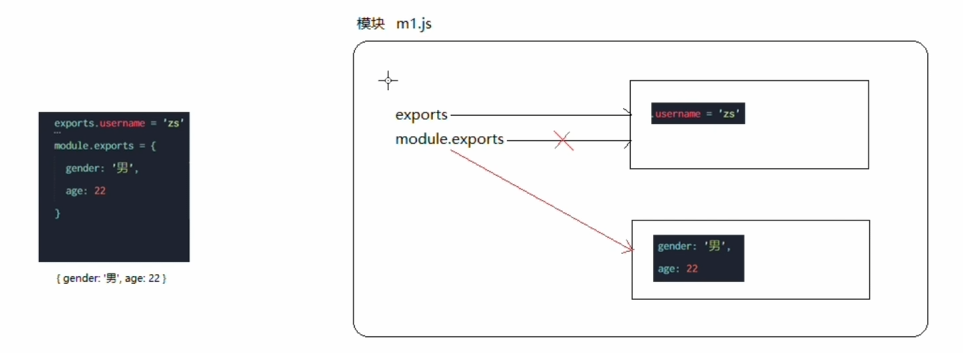 模块 m1.js
exports.username = 'zs'
module.exports = {
gender: '男',
age: 22
}
{ gender: '男', age: 22 }
exports
module.exports
.username = 'zs'
gender: '男',
age: 22